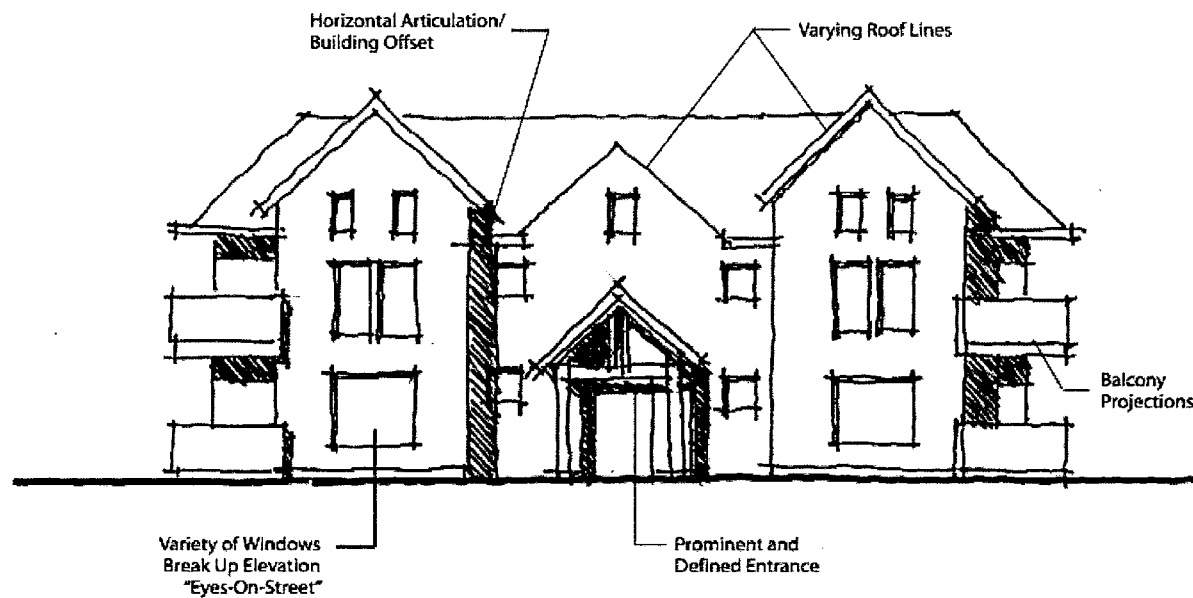 Horizontal Articulation/
Building Offset
Varying Roof Lines
Balcony
Projections
Variety of Windows
Break Up Elevation
"Eyes-On-Street"
Prominent and
Defined Entrance